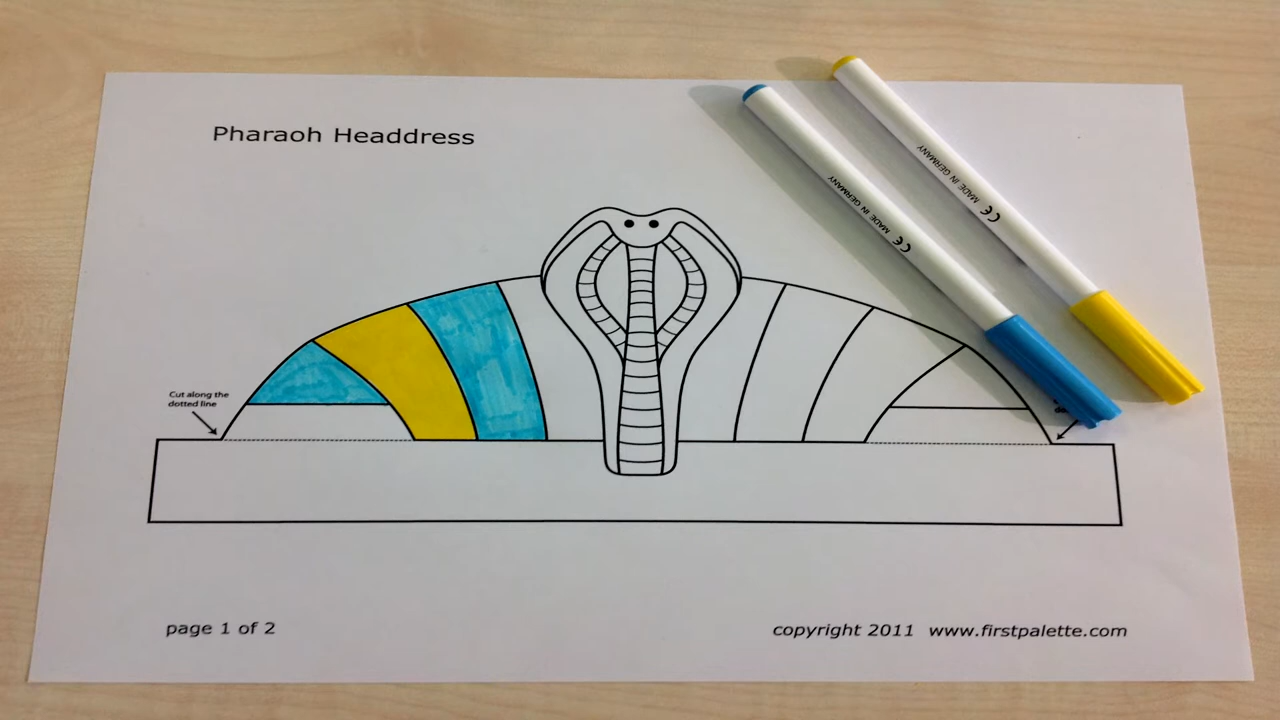 Pharaoh Headdress
MADE IN GERMANY CE
MADE IN GERMANY CE
Cut along the
dotted line
page 1 of 2
copyright 2011 www.firstpalette.com